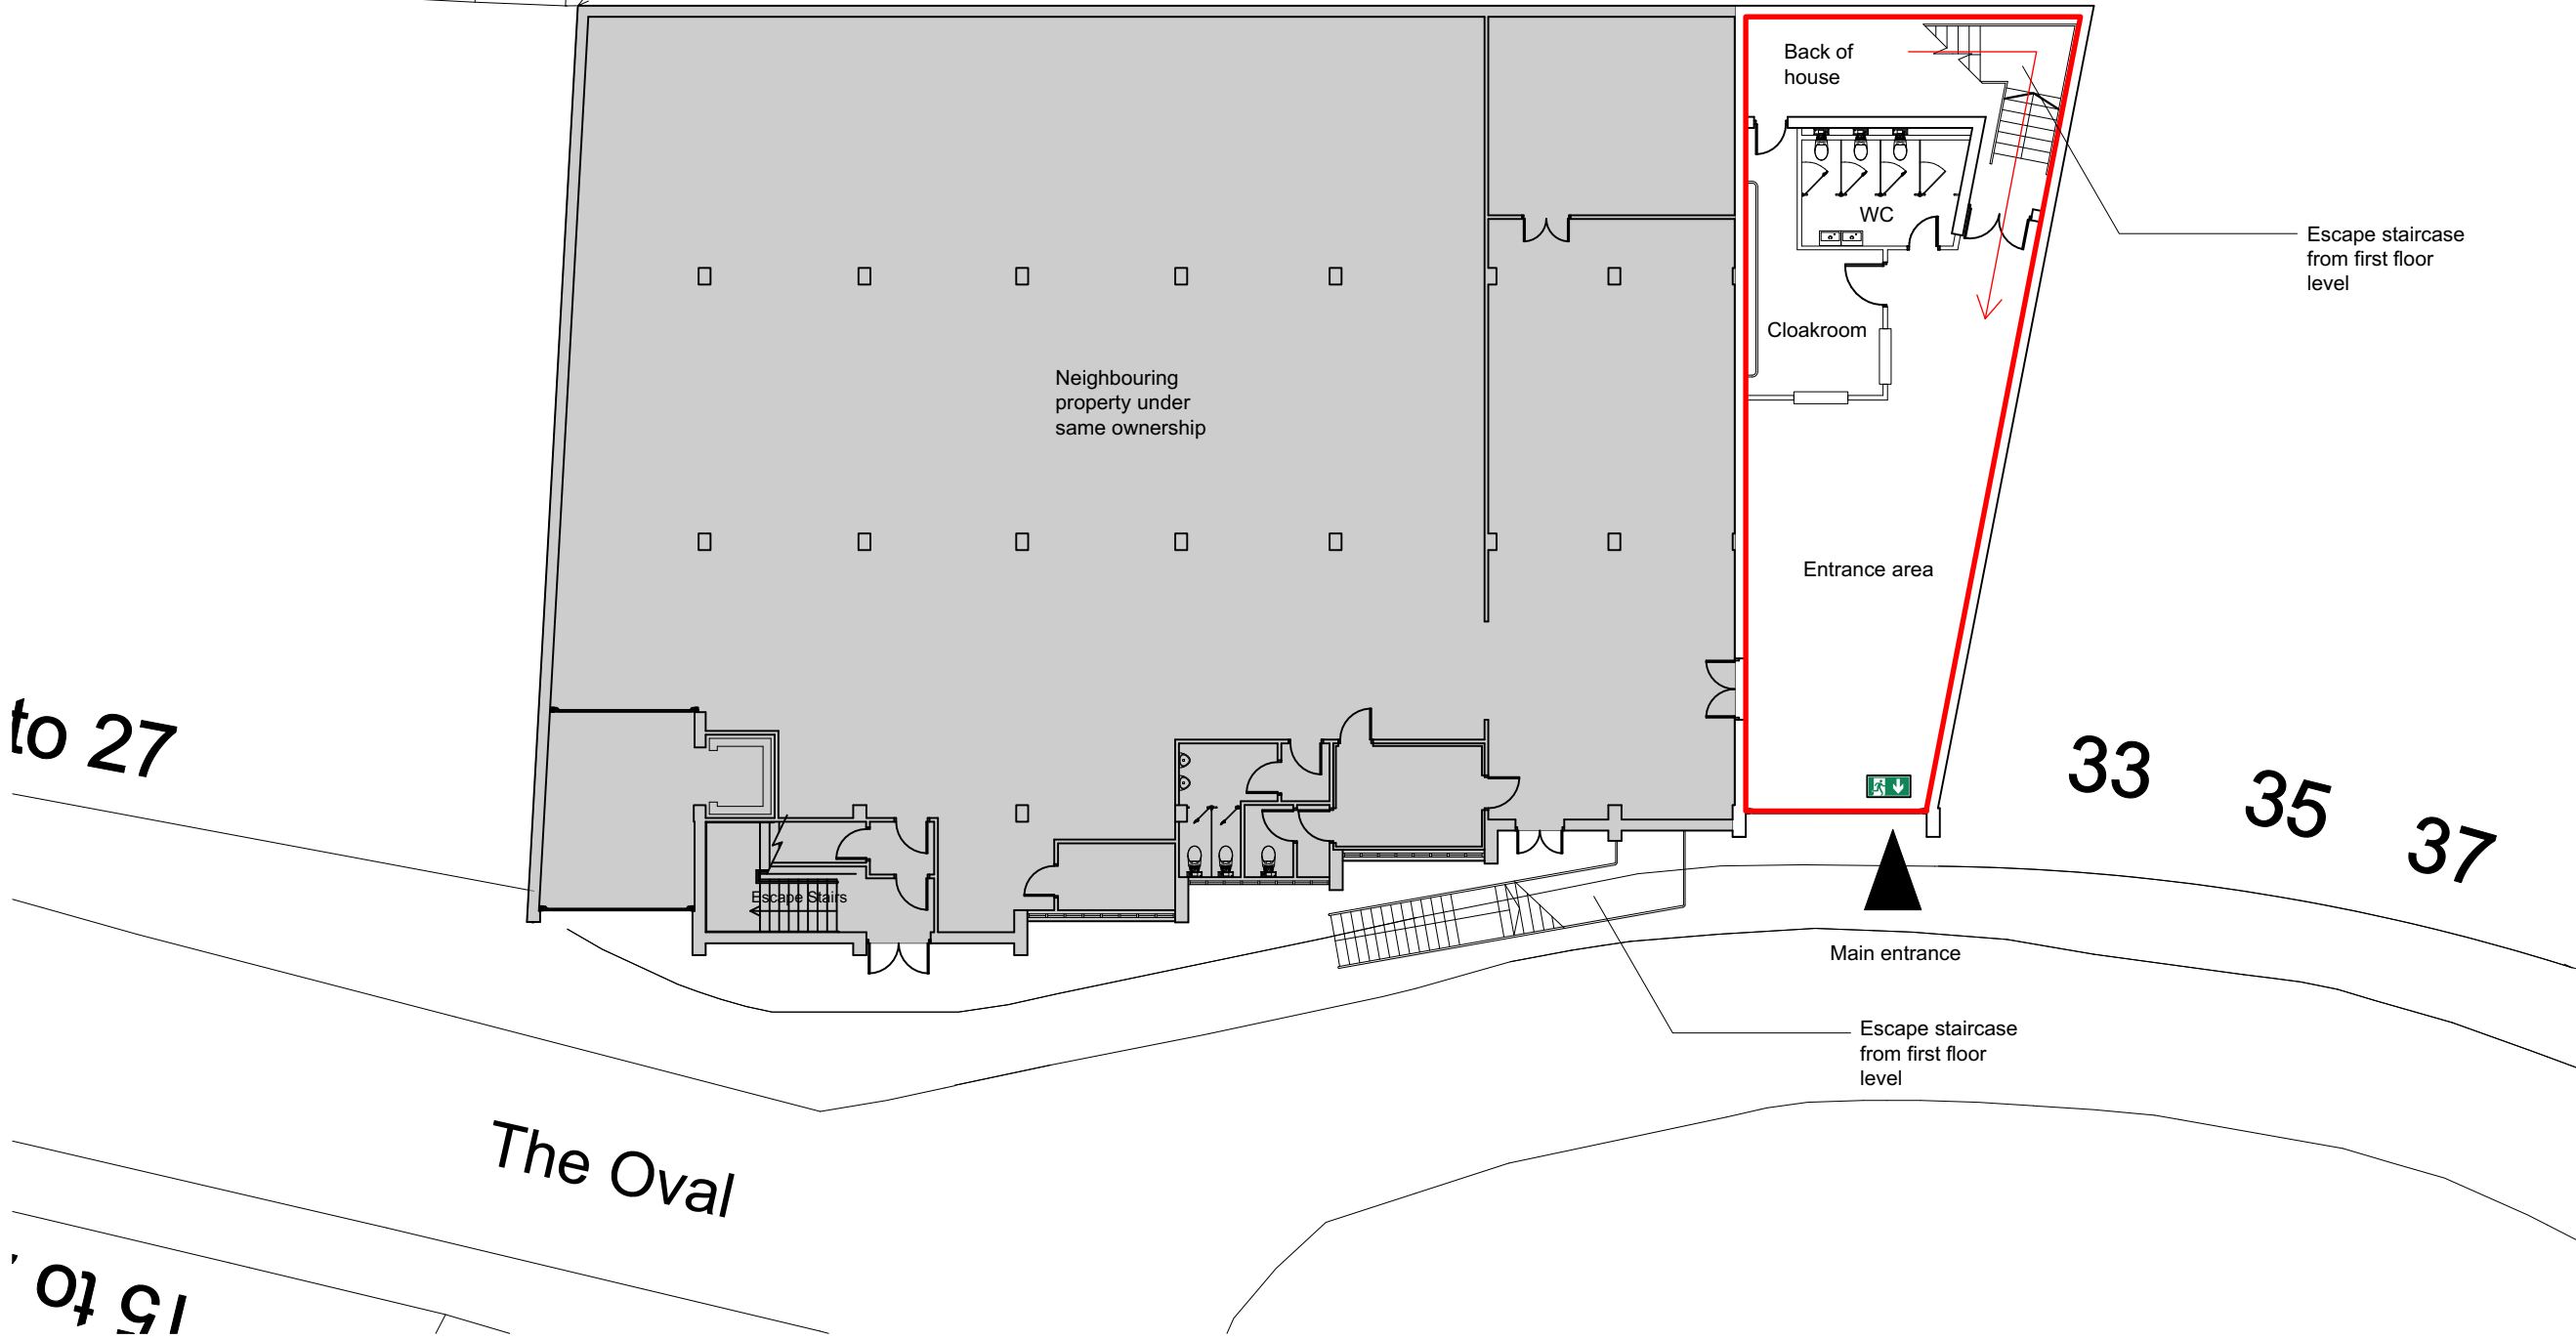 Back of
house
WC
Escape staircase
from first floor
level
Cloakroom
Neighbouring
property under
same ownership
Entrance area
to 27
33
35
37
Escape Stairs
Main entrance
Escape staircase
from first floor
level
The Oval
15 to